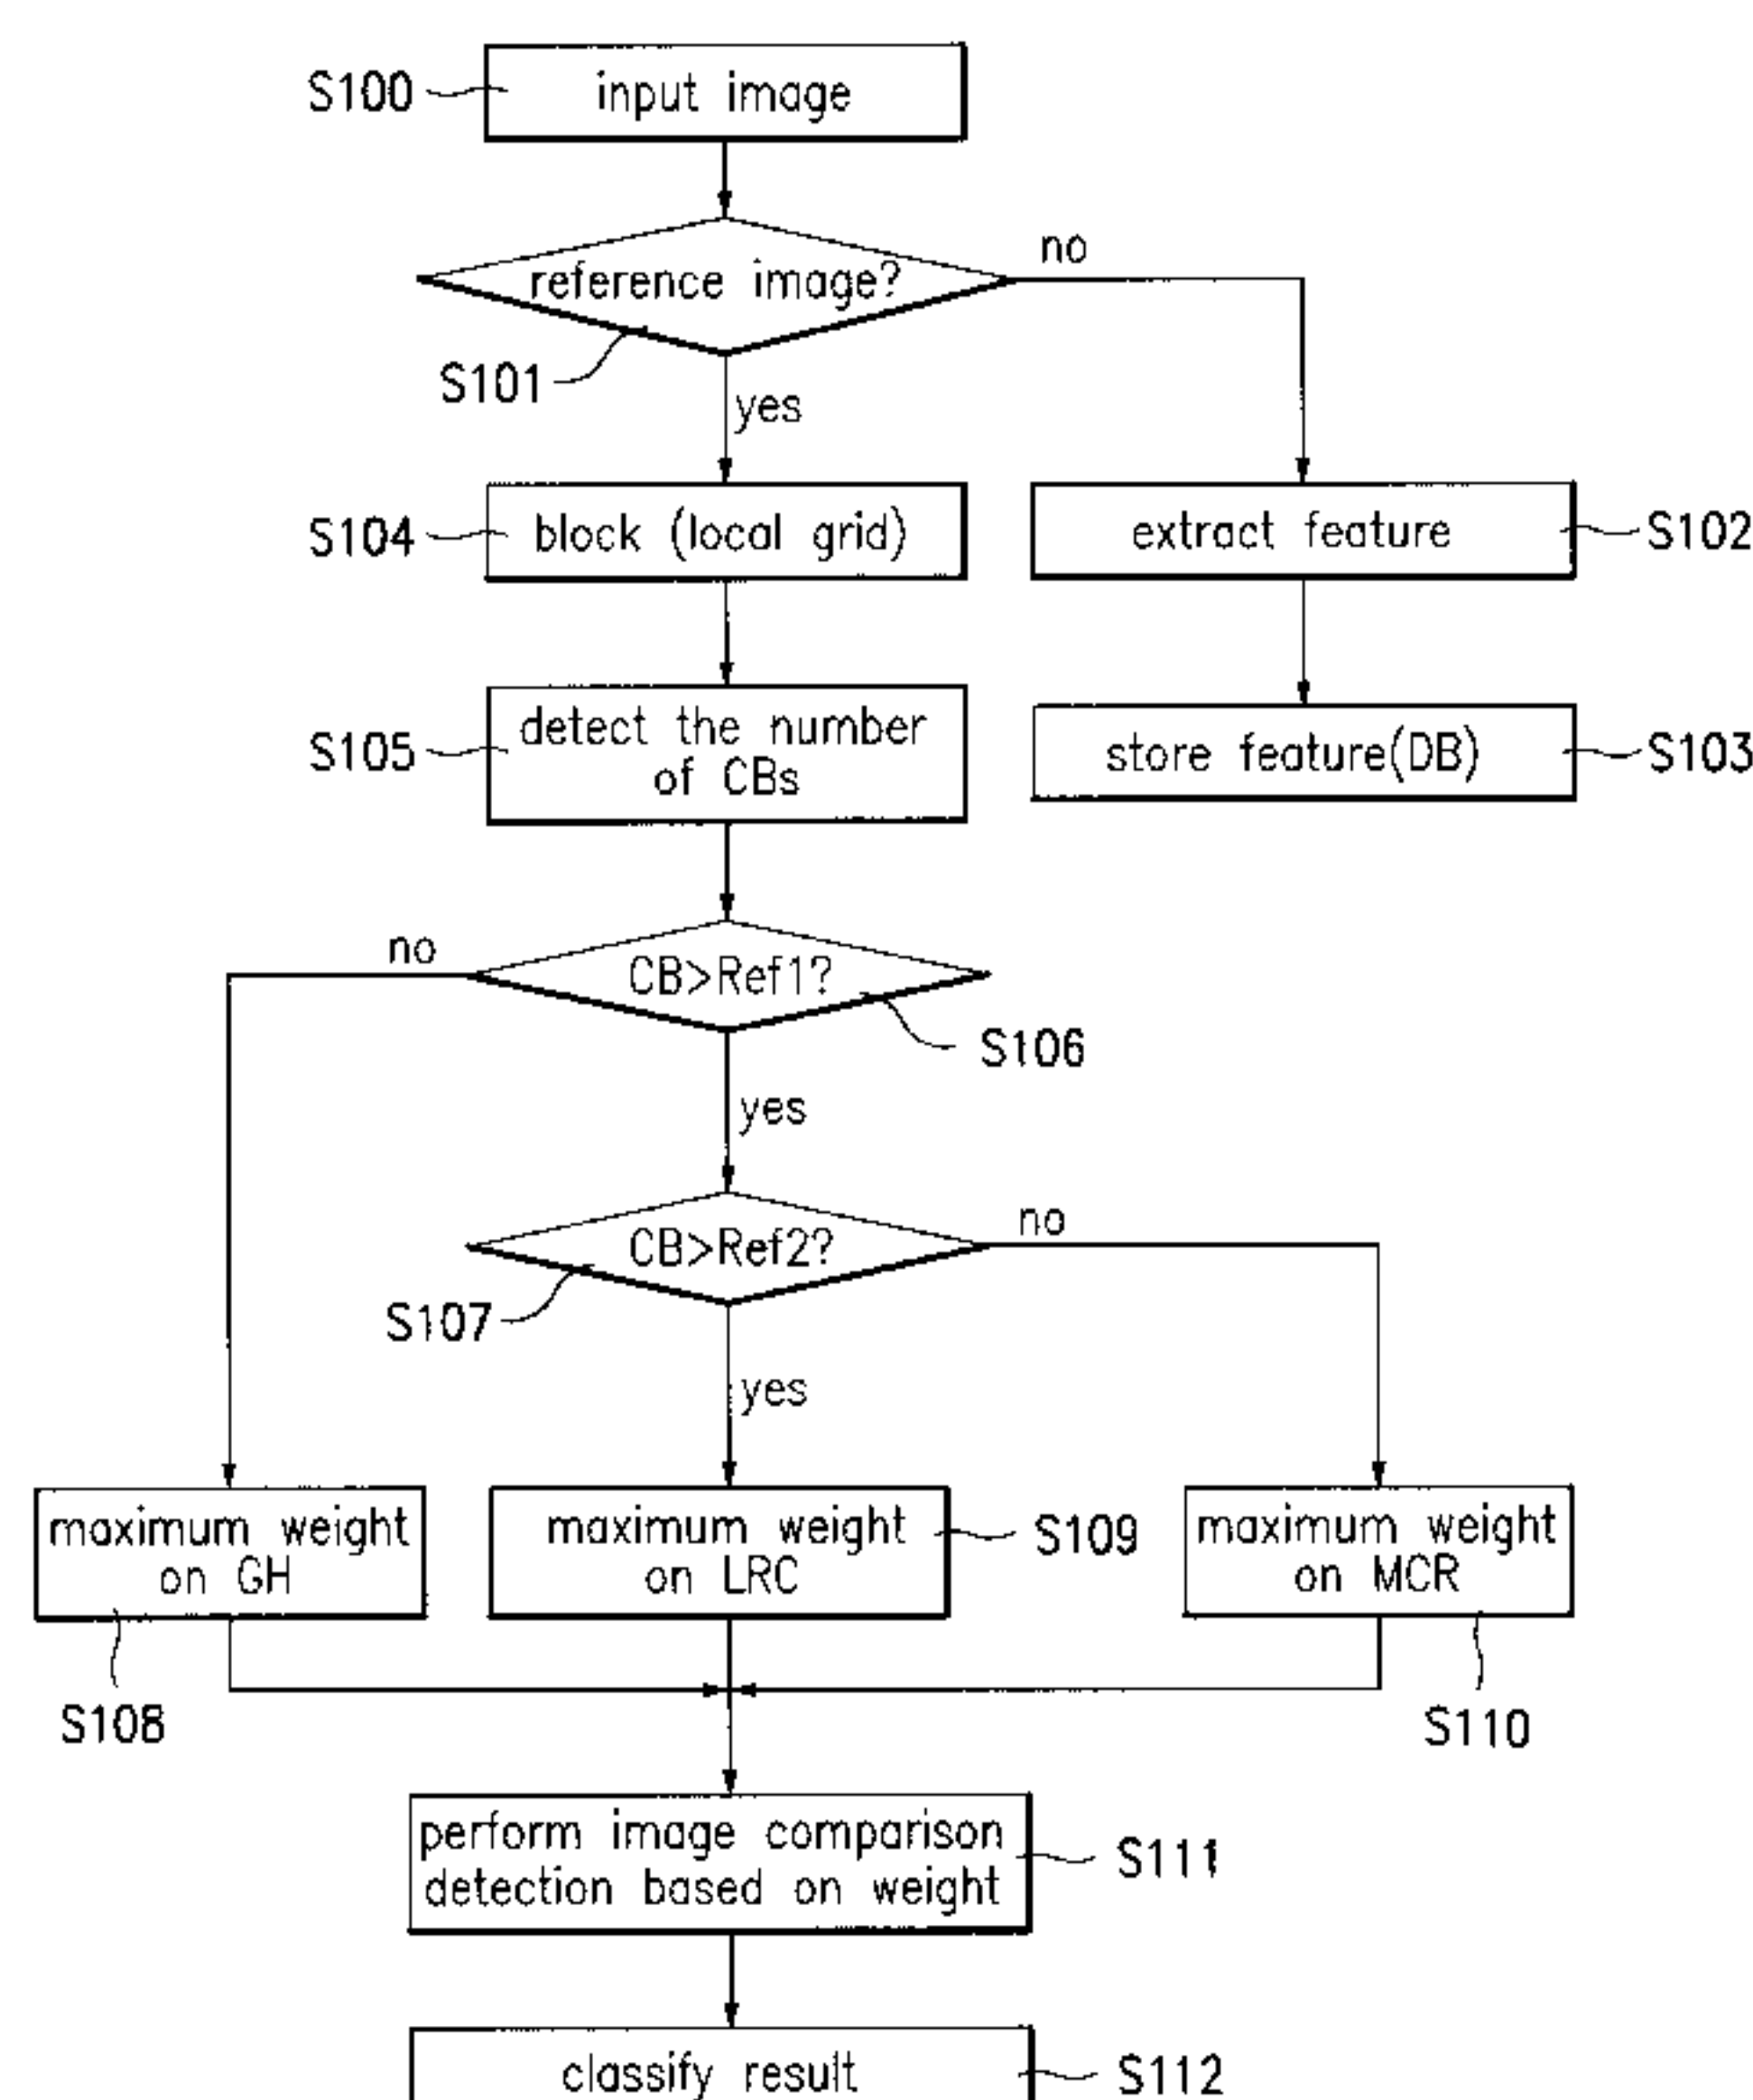 S100
input image
reference image?
no
S101
yes
S104
block (local grid)
extract feature
S102
S105
detect the number
of CBs
store feature(DB)
S103
no
CB>Ref1?
S106
yes
CB>Ref2?
no
S107
yes
maximum weight
on GH
maximum weight
on LRC
S109
maximum weight
on MCR
S108
S110
perform image comparison
detection based on weight
S111
classify result
S112